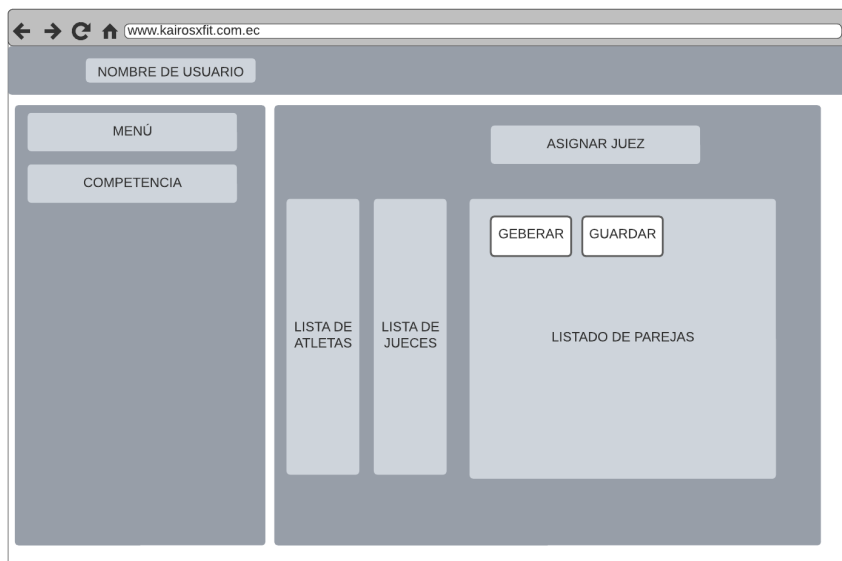 www.kairosxfit.com.ec
NOMBRE DE USUARIO
MENÚ
COMPETENCIA
ASIGNAR JUEZ
GEBERAR
GUARDAR
LISTA DE
ATLETAS
LISTA DE
JUECES
LISTADO DE PAREJAS